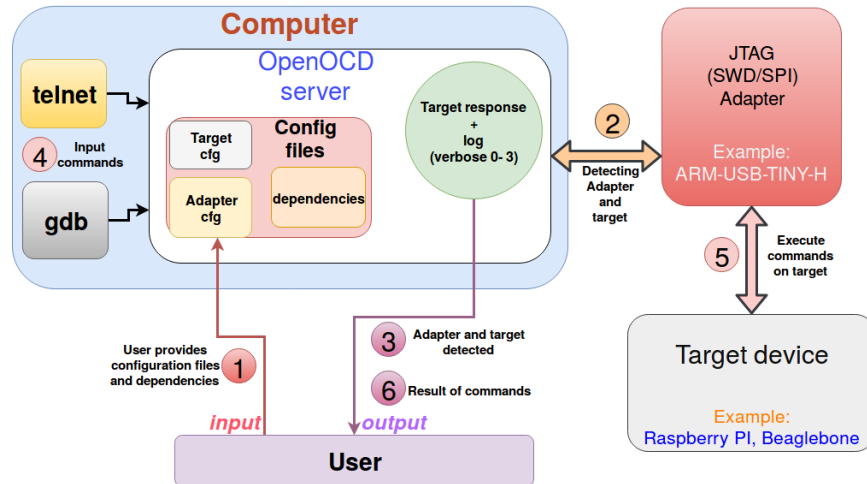 Computer
OpenOCD
server
telnet
4
Input
commands
gdb
Target
cfg
Config
files
Adapter
cfg
dependencies
Target response
+
log
(verbose 0- 3)
2
Detecting
Adapter
and
target
JTAG
(SWD/SPI)
Adapter
Example:
ARM-USB-TINY-H
5
Execute
commands
on target
Target device
Example:
Raspberry PI, Beaglebone
User provides
configuration files
and dependencies
1
3
Adapter and target
detected
6
Result of commands
input
output
User